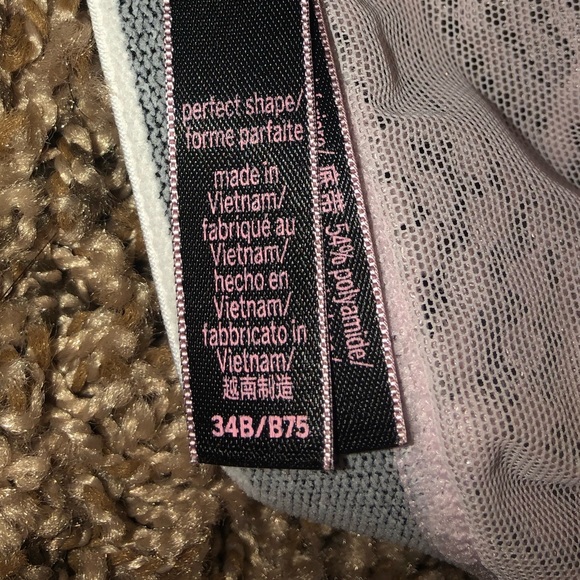 perfect shape/
forme parfaite
made in
Vietnam/
fabriqué au
Vietnam/
hecho en
Vietnam/
fabbricato in
Vietnam/
越南制造
34B/B75
54% polyamide/